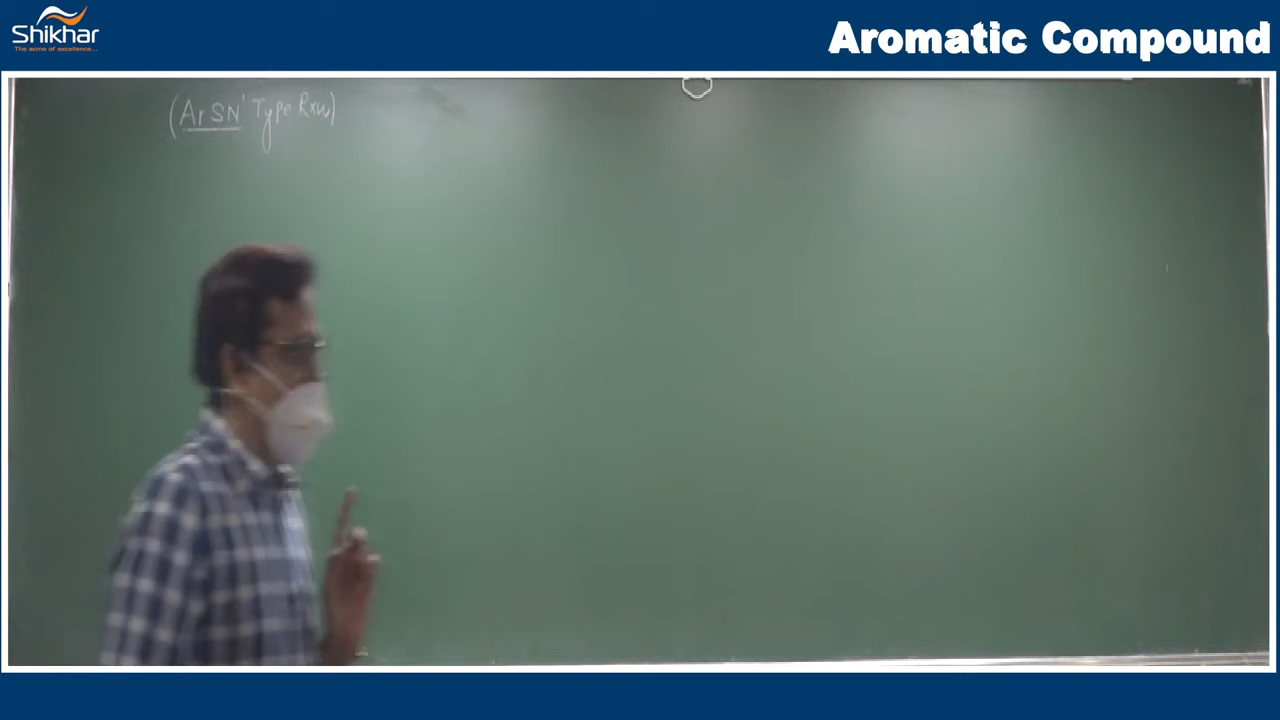 Shikhar
The acme of excellence...
Aromatic Compound
(ArSN' Type Rxn)